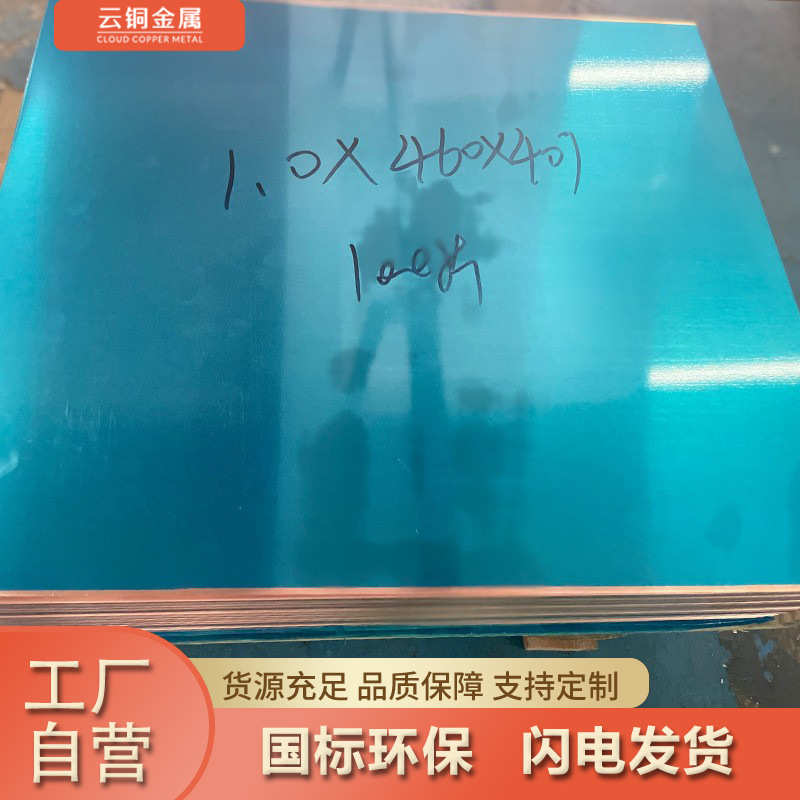 云铜金属
CLOUD COPPER METAL
1.0X460X407
工厂
自营
货源充足 品质保障 支持定制
国标环保 闪电发货